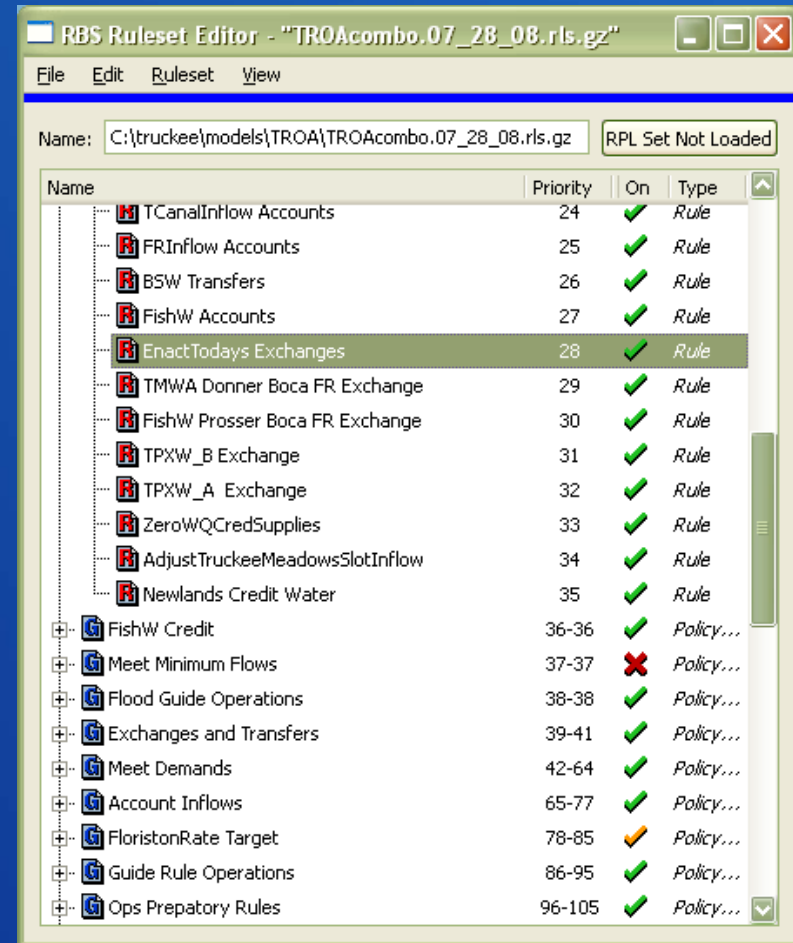 RBS Ruleset Editor - "TROAcombo.07_28_08.rls.gz"
File Edit Ruleset View
Name: C:\truckee\models\TROA\TROAcombo.07_28_08.rls.gz RPL Set Not Loaded
Name Priority On Type
R TCanalInflow Accounts 24 Rule
R FRInflow Accounts 25 Rule
R BSW Transfers 26 Rule
R FishW Accounts 27 Rule
R EnactTodays Exchanges 28 Rule
R TMWA Donner Boca FR Exchange 29 Rule
R FishW Prosser Boca FR Exchange 30 Rule
R TPXW_B Exchange 31 Rule
R TPXW_A Exchange 32 Rule
R ZeroWQCredSupplies 33 Rule
R AdjustTruckeeMeadowsSlotInflow 34 Rule
R Newlands Credit Water 35 Rule
G FishW Credit 36-36 Policy...
G Meet Minimum Flows 37-37 Policy...
G Flood Guide Operations 38-38 Policy...
G Exchanges and Transfers 39-41 Policy...
G Meet Demands 42-64 Policy...
G Account Inflows 65-77 Policy...
G FloristonRate Target 78-85 Policy...
G Guide Rule Operations 86-95 Policy...
G Ops Prepatory Rules 96-105 Policy...